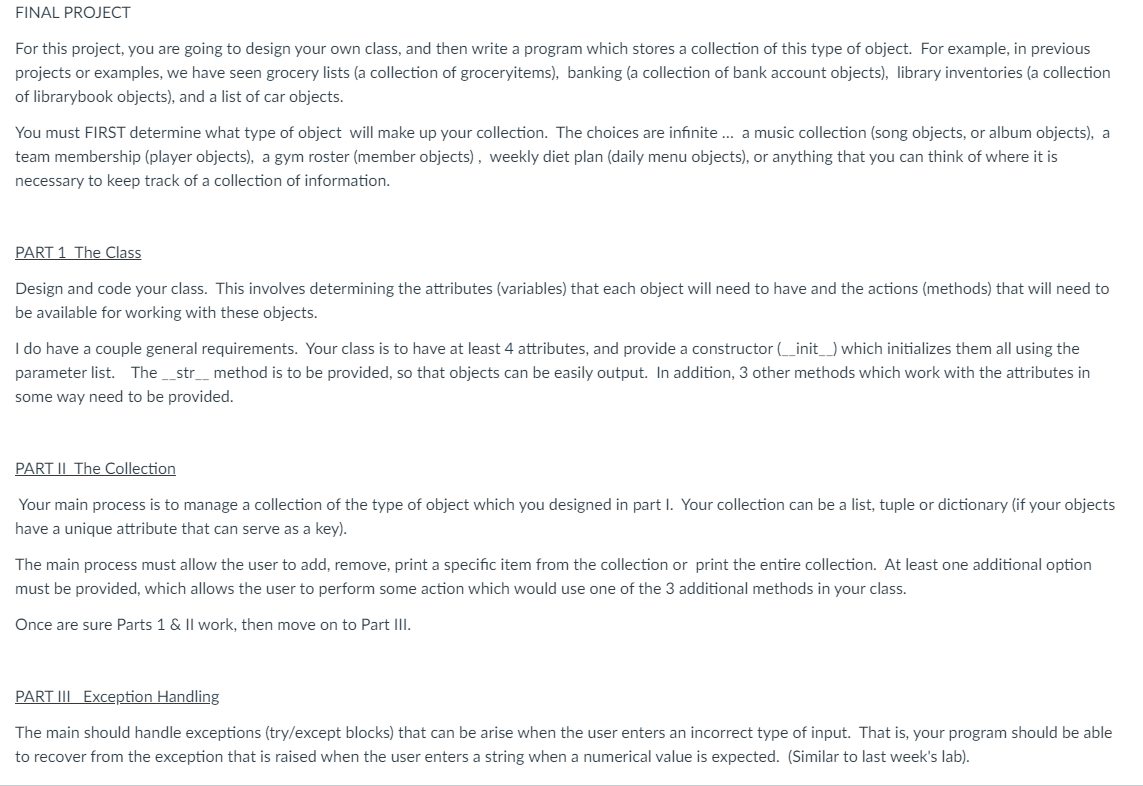 FINAL PROJECT
For this project, you are going to design your own class, and then write a program which stores a collection of this type of object. For example, in previous
projects or examples, we have seen grocery lists (a collection of groceryitems), banking (a collection of bank account objects), library inventories (a collection
of librarybook objects), and a list of car objects.
You must FIRST determine what type of object will make up your collection. The choices are infinite ... a music collection (song objects, or album objects), a
team membership (player objects), a gym roster (member objects) , weekly diet plan (daily menu objects), or anything that you can think of where it is
necessary to keep track of a collection of information.
PART 1 The Class
Design and code your class. This involves determining the attributes (variables) that each object will need to have and the actions (methods) that will need to
be available for working with these objects.
I do have a couple general requirements. Your class is to have at least 4 attributes, and provide a constructor (__init__) which initializes them all using the
parameter list. The __str__ method is to be provided, so that objects can be easily output. In addition, 3 other methods which work with the attributes in
some way need to be provided.
PART II The Collection
Your main process is to manage a collection of the type of object which you designed in part I. Your collection can be a list, tuple or dictionary (if your objects
have a unique attribute that can serve as a key).
The main process must allow the user to add, remove, print a specific item from the collection or print the entire collection. At least one additional option
must be provided, which allows the user to perform some action which would use one of the 3 additional methods in your class.
Once are sure Parts 1 & II work, then move on to Part III.
PART III Exception Handling
The main should handle exceptions (try/except blocks) that can be arise when the user enters an incorrect type of input. That is, your program should be able
to recover from the exception that is raised when the user enters a string when a numerical value is expected. (Similar to last week's lab).